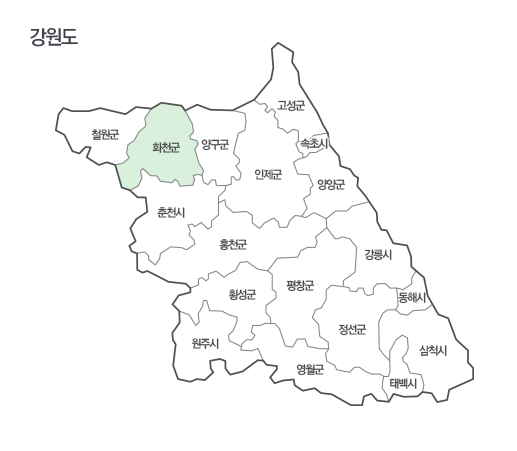 강원도
고성군
철원군
화천군
양구군
속초시
인제군
양양군
춘천시
홍천군
강릉시
횡성군
평창군
동해시
정선군
원주시
삼척시
영월군
태백시